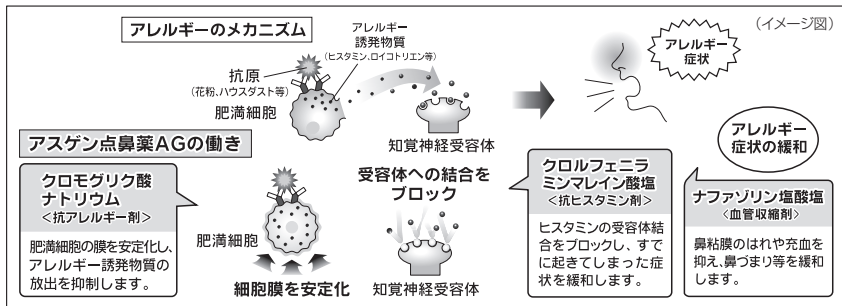 アレルギーのメカニズム
(イメージ図)
抗原
(花粉、ハウスダスト等)
肥満細胞
アレルギー
誘発物質
(ヒスタミン、ロイコトリエン等)
知覚神経受容体
アレルギー
症状
アスゲン点鼻薬AGの働き
クロモグリク酸
ナトリウム
<抗アレルギー剤>
肥満細胞の膜を安定化し、
アレルギー誘発物質の
放出を抑制します。
肥満細胞
細胞膜を安定化
受容体への結合を
ブロック
知覚神経受容体
クロルフェニラ
ミンマレイン酸塩
<抗ヒスタミン剤>
ヒスタミンの受容体結
合をブロックし、すで
に起きてしまった症
状を緩和します。
アレルギー
症状の緩和
ナファゾリン塩酸塩
<血管収縮剤>
鼻粘膜のはれや充血を
抑え、鼻づまり等を緩和
します。